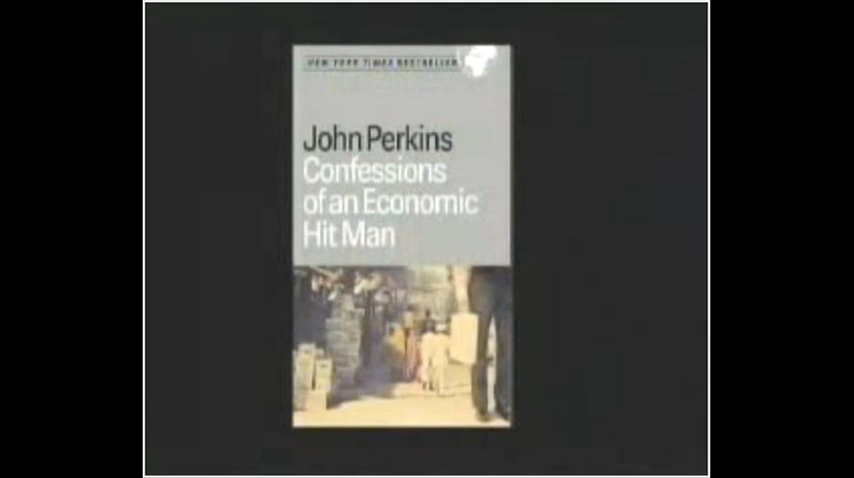 NEW YORK TIMES BESTSELLER
John Perkins
Confessions
of an Economic
Hit Man